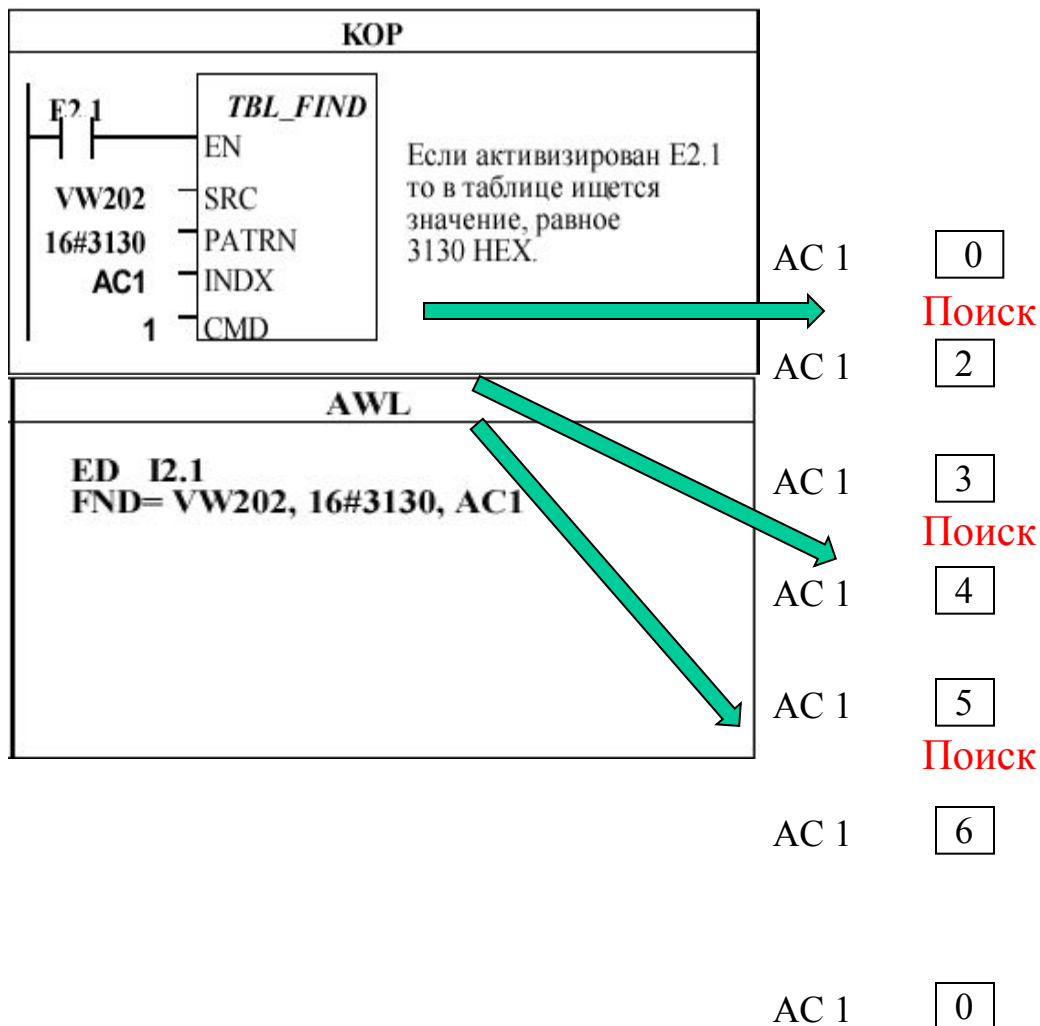 KOP
E2.1
TBL_FIND
EN
VW202 SRC
16#3130 PATRN
AC1 INDX
1 CMD
Если активизирован E2.1
то в таблице ищется
значение, равное
3130 HEX.
AWL
ED I2.1
FND= VW202, 16#3130, AC1
AC 1 0
Поиск
AC 1 2
AC 1 3
Поиск
AC 1 4
AC 1 5
Поиск
AC 1 6
AC 1 0